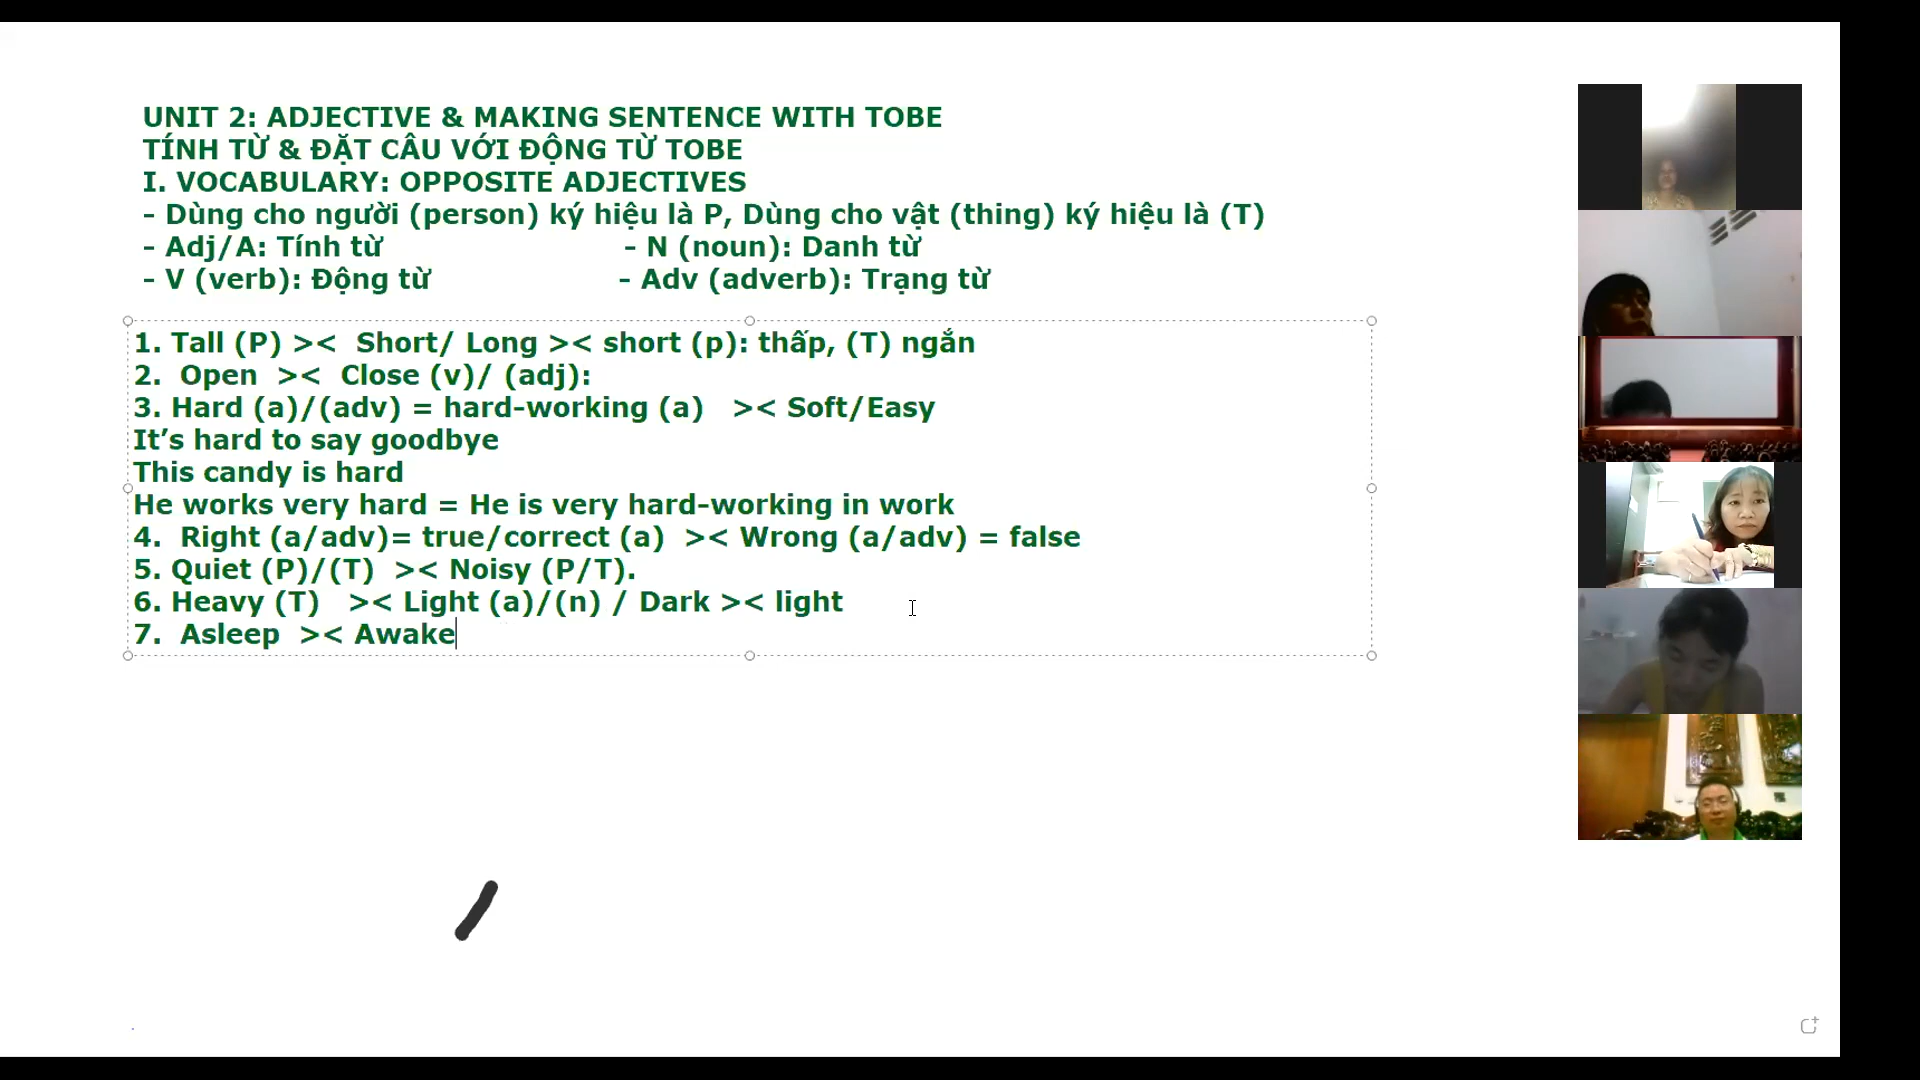 UNIT 2: ADJECTIVE & MAKING SENTENCE WITH TOBE
TÍNH TỪ & ĐẶT CÂU VỚI ĐỘNG TỪ TOBE
I. VOCABULARY: OPPOSITE ADJECTIVES
- Dùng cho người (person) ký hiệu là P, Dùng cho vật (thing) ký hiệu là (T)
- Adj/A: Tính từ - N (noun): Danh từ
- V (verb): Động từ - Adv (adverb): Trạng từ
1. Tall (P) >< Short/ Long >< short (p): thấp, (T) ngắn
2. Open >< Close (v)/ (adj):
3. Hard (a)/(adv) = hard-working (a) >< Soft/Easy
It’s hard to say goodbye
This candy is hard
He works very hard = He is very hard-working in work
4. Right (a/adv)= true/correct (a) >< Wrong (a/adv) = false
5. Quiet (P)/(T) >< Noisy (P/T).
6. Heavy (T) >< Light (a)/(n) / Dark >< light
7. Asleep >< Awake